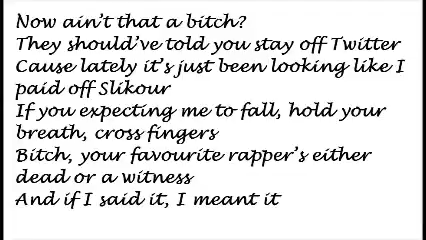 Now ain't that a bitch?
They should've told you stay off Twitter
Cause lately it's just been looking like I
paid off Slikour
If you expecting me to fall, hold your
breath, cross fingers
Bitch, your favourite rapper's either
dead or a witness
And if I said it, I meant it